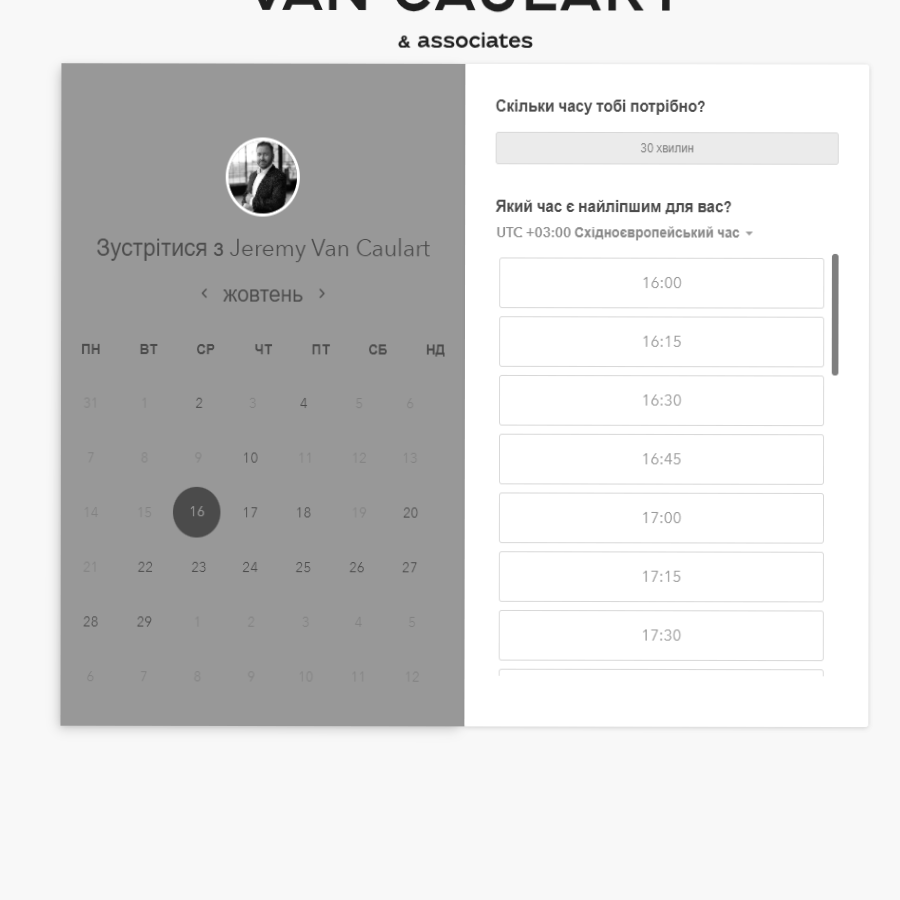 VAN CAULART
& associates
Зустрітися з Jeremy Van Caulart
жовтень
ПН ВТ СР ЧТ ПТ СБ НД
31 1 2 3 4 5 6
7 8 9 10 11 12 13
14 15 16 17 18 19 20
21 22 23 24 25 26 27
28 29 1 2 3 4 5
6 7 8 9 10 11 12
Скільки часу тобі потрібно?
30 хвилин
Який час є найліпшим для вас?
UTC +03:00 Східноєвропейський час
16:00
16:15
16:30
16:45
17:00
17:15
17:30